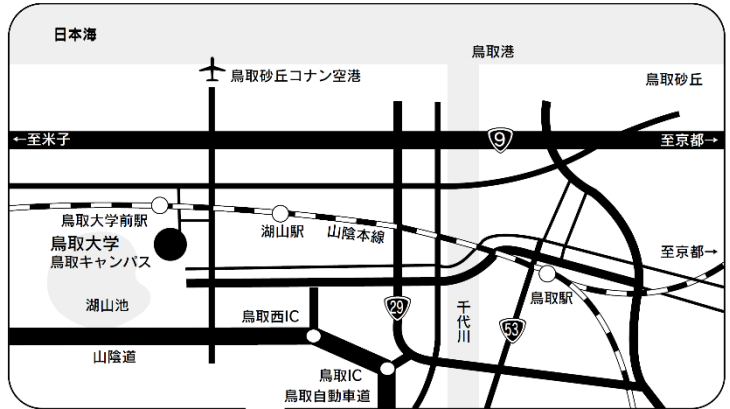 日本海
鳥取港
鳥取砂丘コナン空港
鳥取砂丘
←至米子
9
至京都→
鳥取大学前駅
湖山駅
山陰本線
鳥取大学
鳥取キャンパス
至京都→
鳥取駅
湖山池
鳥取西IC
29
千代川
53
山陰道
鳥取IC
鳥取自動車道